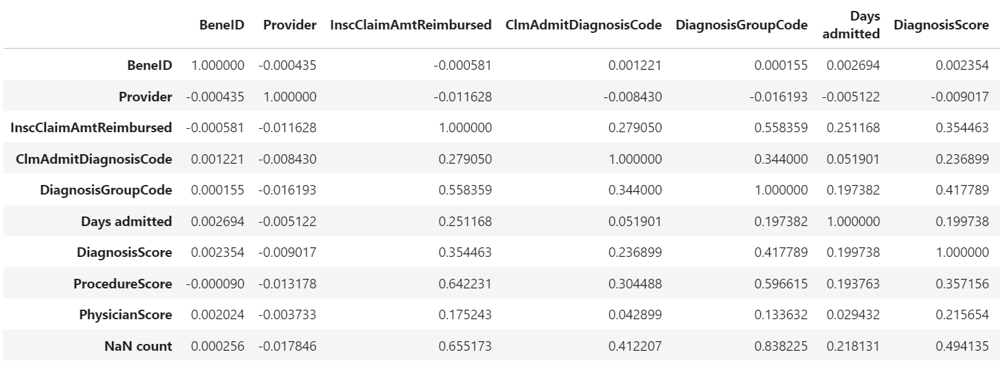 BeneID Provider InscClaimAmtReimbursed ClmAdmitDiagnosisCode DiagnosisGroupCode Days admitted DiagnosisScore
BeneID 1.000000 -0.000435 -0.000581 0.001221 0.000155 0.002694 0.002354
Provider -0.000435 1.000000 -0.011628 -0.008430 -0.016193 -0.005122 -0.009017
InscClaimAmtReimbursed -0.000581 -0.011628 1.000000 0.279050 0.558359 0.251168 0.354463
ClmAdmitDiagnosisCode 0.001221 -0.008430 0.279050 1.000000 0.344000 0.051901 0.236899
DiagnosisGroupCode 0.000155 -0.016193 0.558359 0.344000 1.000000 0.197382 0.417789
Days admitted 0.002694 -0.005122 0.251168 0.051901 0.197382 1.000000 0.199738
DiagnosisScore 0.002354 -0.009017 0.354463 0.236899 0.417789 0.199738 1.000000
ProcedureScore -0.000090 -0.013178 0.642231 0.304488 0.596615 0.193763 0.357156
PhysicianScore 0.002024 -0.003733 0.175243 0.042899 0.133632 0.029432 0.215654
NaN count 0.000256 -0.017846 0.655173 0.412207 0.838225 0.218131 0.494135